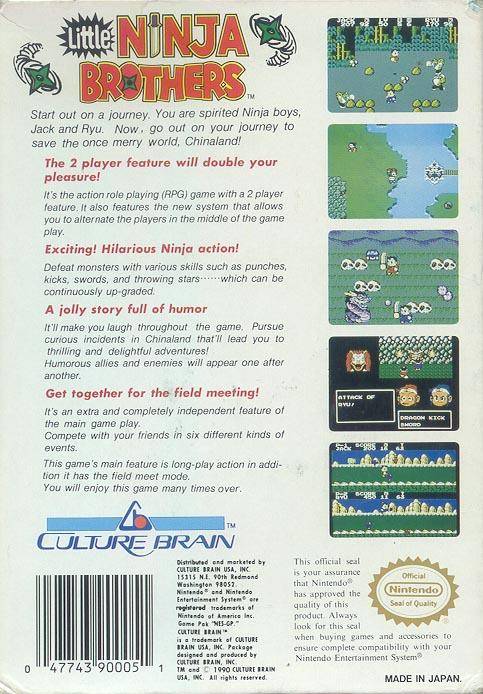 Little NINJA
BROTHERS™
Start out on a journey. You are spirited Ninja boys,
Jack and Ryu. Now, go out on your journey to
save the once merry world, Chinaland!
The 2 player feature will double your
pleasure!
It's the action role playing (RPG) game with a 2 player
feature. It also features the new system that allows
you to alternate the players in the middle of the game
play.
Exciting! Hilarious Ninja action!
Defeat monsters with various skills such as punches,
kicks, swords, and throwing stars······which can be
continuously up-graded.
A jolly story full of humor
It'll make you laugh throughout the game. Pursue
curious incidents in Chinaland that'll lead you to
thrilling and delightful adventures!
Humorous allies and enemies will appear one after
another.
Get together for the field meeting!
It's an extra and completely independent feature of
the main game play.
Compete with your friends in six different kinds of
events.
This game's main feature is long-play action in addi-
tion it has the field meet mode.
You will enjoy this game many times over.
CULTURE BRAIN™
JACK
RYU
ATTACK OF
RYU!
DRAGON KICK
SWORD
SCORE
JACK
SCORE
RYU
0 47743 90005 1
Distributed and marketed by
CULTURE BRAIN USA, INC.
15315 N.E. 90th Redmond
Washington 98052.
Nintendo® and Nintendo
Entertainment System® are
registered trademarks of
Nintendo of America Inc.
Game Pak "NES-GP."
CULTURE BRAIN™
is a trademark of CULTURE
BRAIN USA, INC. Package
designed and produced by
CULTURE BRAIN, INC.
TM and © 1990 CULTURE BRAIN
USA, INC. All rights reserved.
This official seal
is your assurance
that Nintendo®
has approved the
quality of this
product. Always
look for this seal
when buying games and accessories to
ensure complete compatibility with your
Nintendo Entertainment System®
Official
Nintendo®
Seal of Quality
MADE IN JAPAN.